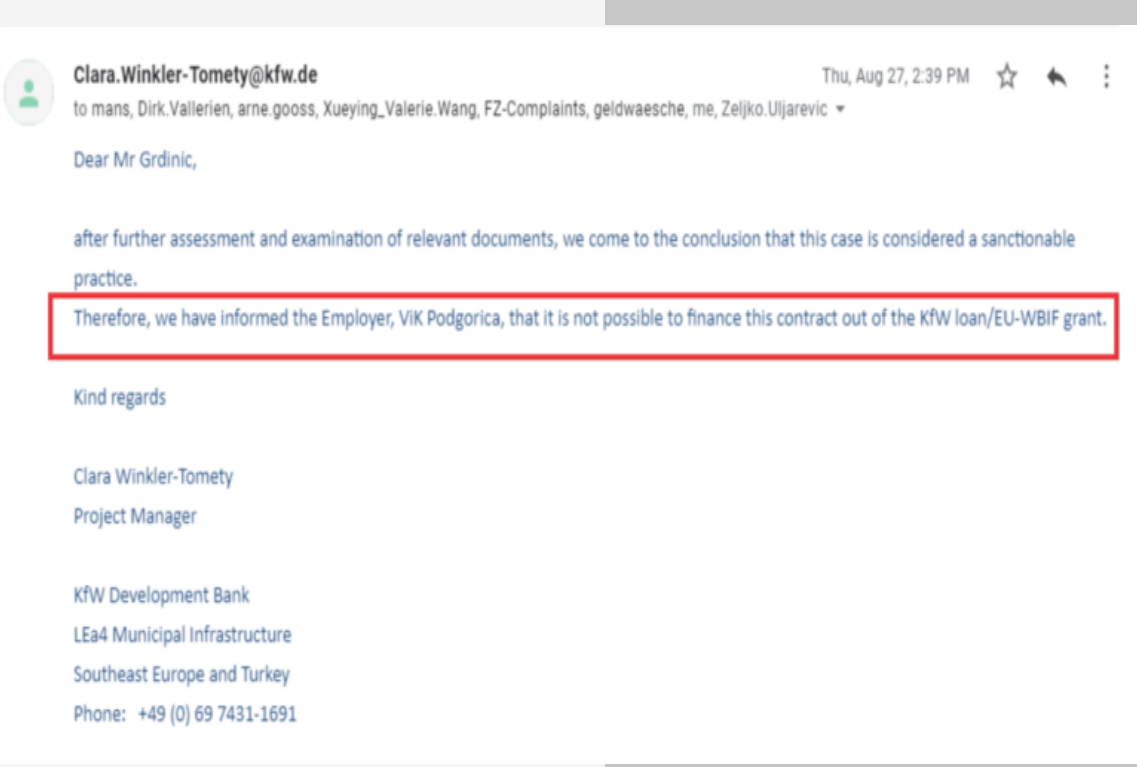 Clara.Winkler-Tomety@kfw.de
Thu, Aug 27, 2:39 PM
to mans, Dirk.Vallerien, arne.gooss, Xueying_Valerie.Wang, FZ-Complaints, geldwaesche, me, Zeljko.Uljarevic
Dear Mr Grdinic,
after further assessment and examination of relevant documents, we come to the conclusion that this case is considered a sanctionable
practice.
Therefore, we have informed the Employer, ViK Podgorica, that it is not possible to finance this contract out of the KfW loan/EU-WBIF grant.
Kind regards
Clara Winkler-Tomety
Project Manager
KfW Development Bank
LEa4 Municipal Infrastructure
Southeast Europe and Turkey
Phone: +49 (0) 69 7431-1691